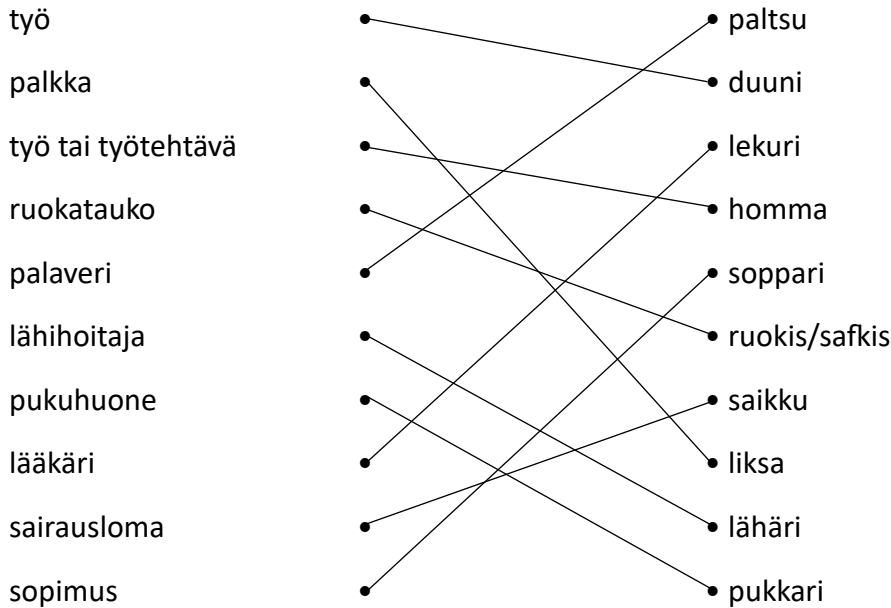 työ paltsu
palkka duuni
työ tai työtehtävä lekuri
ruokatauko homma
palaveri soppari
lähihoitaja ruokis/safkis
pukuhuone saikku
lääkäri liksa
sairausloma lähäri
sopimus pukkari